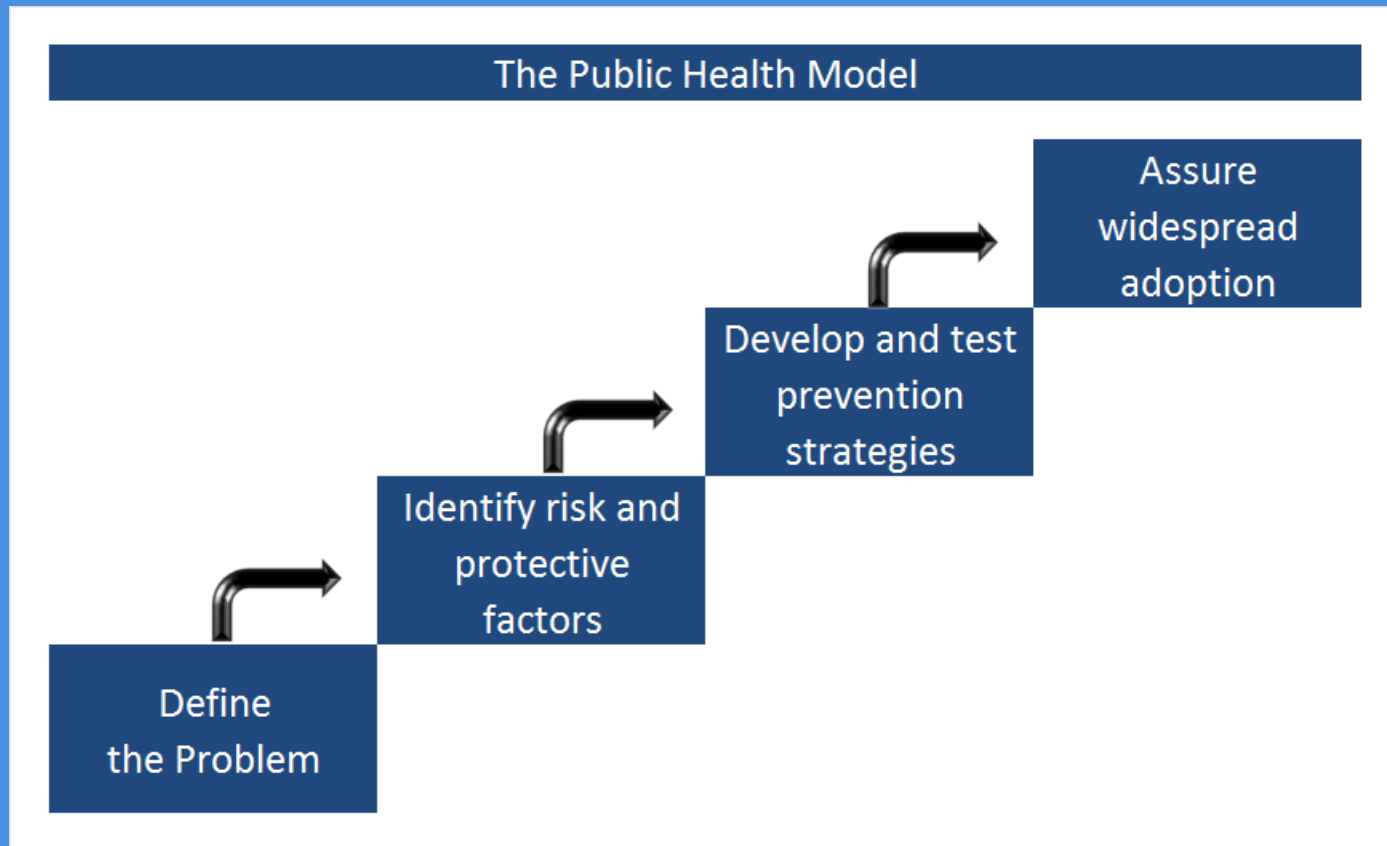 The Public Health Model
Assure
widespread
adoption
Develop and test
prevention
strategies
Identify risk and
protective
factors
Define
the Problem